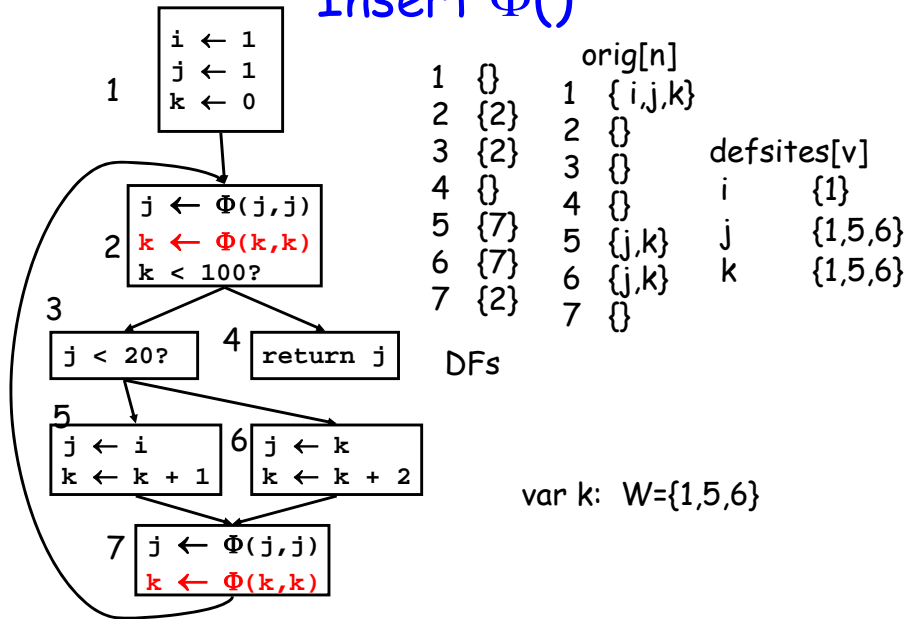 Insert Φ()
1
i ← 1
j ← 1
k ← 0
2
j ← Φ(j,j)
k ← Φ(k,k)
k < 100?
3
j < 20?
4
return j
5
j ← i
k ← k + 1
6
j ← k
k ← k + 2
7
j ← Φ(j,j)
k ← Φ(k,k)
1 {}
2 {2}
3 {2}
4 {}
5 {7}
6 {7}
7 {2}
DFs
orig[n]
1 { i,j,k}
2 {}
3 {}
4 {}
5 {j,k}
6 {j,k}
7 {}
defsites[v]
i {1}
j {1,5,6}
k {1,5,6}
var k: W={1,5,6}